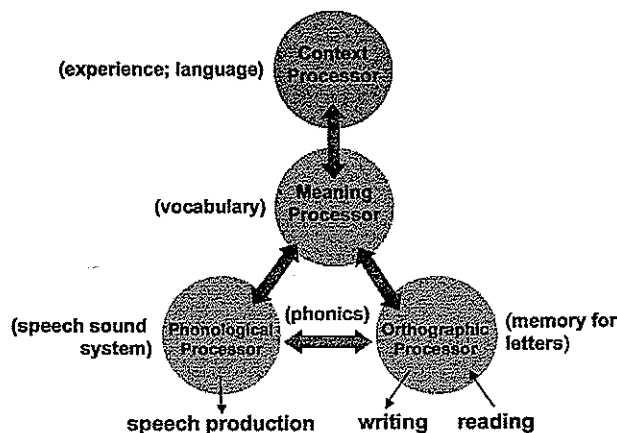 Context
(experience; language)
Processor
Meaning
(vocabulary)
Processor
(phonics)
(speech sound
system)
Phonological
Processor
Orthographic
Processor
(memory for
letters)
speech production
writing
reading